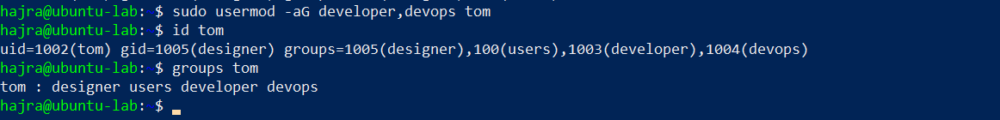 hajra@ubuntu-lab: $ sudo usermod -aG developer,devops tom
hajra@ubuntu-lab: $ id tom
uid=1002(tom) gid=1005(designer) groups=1005(designer),100(users),1003(developer),1004(devops)
hajra@ubuntu-lab: $ groups tom
tom : designer users developer devops
hajra@ubuntu-lab: $